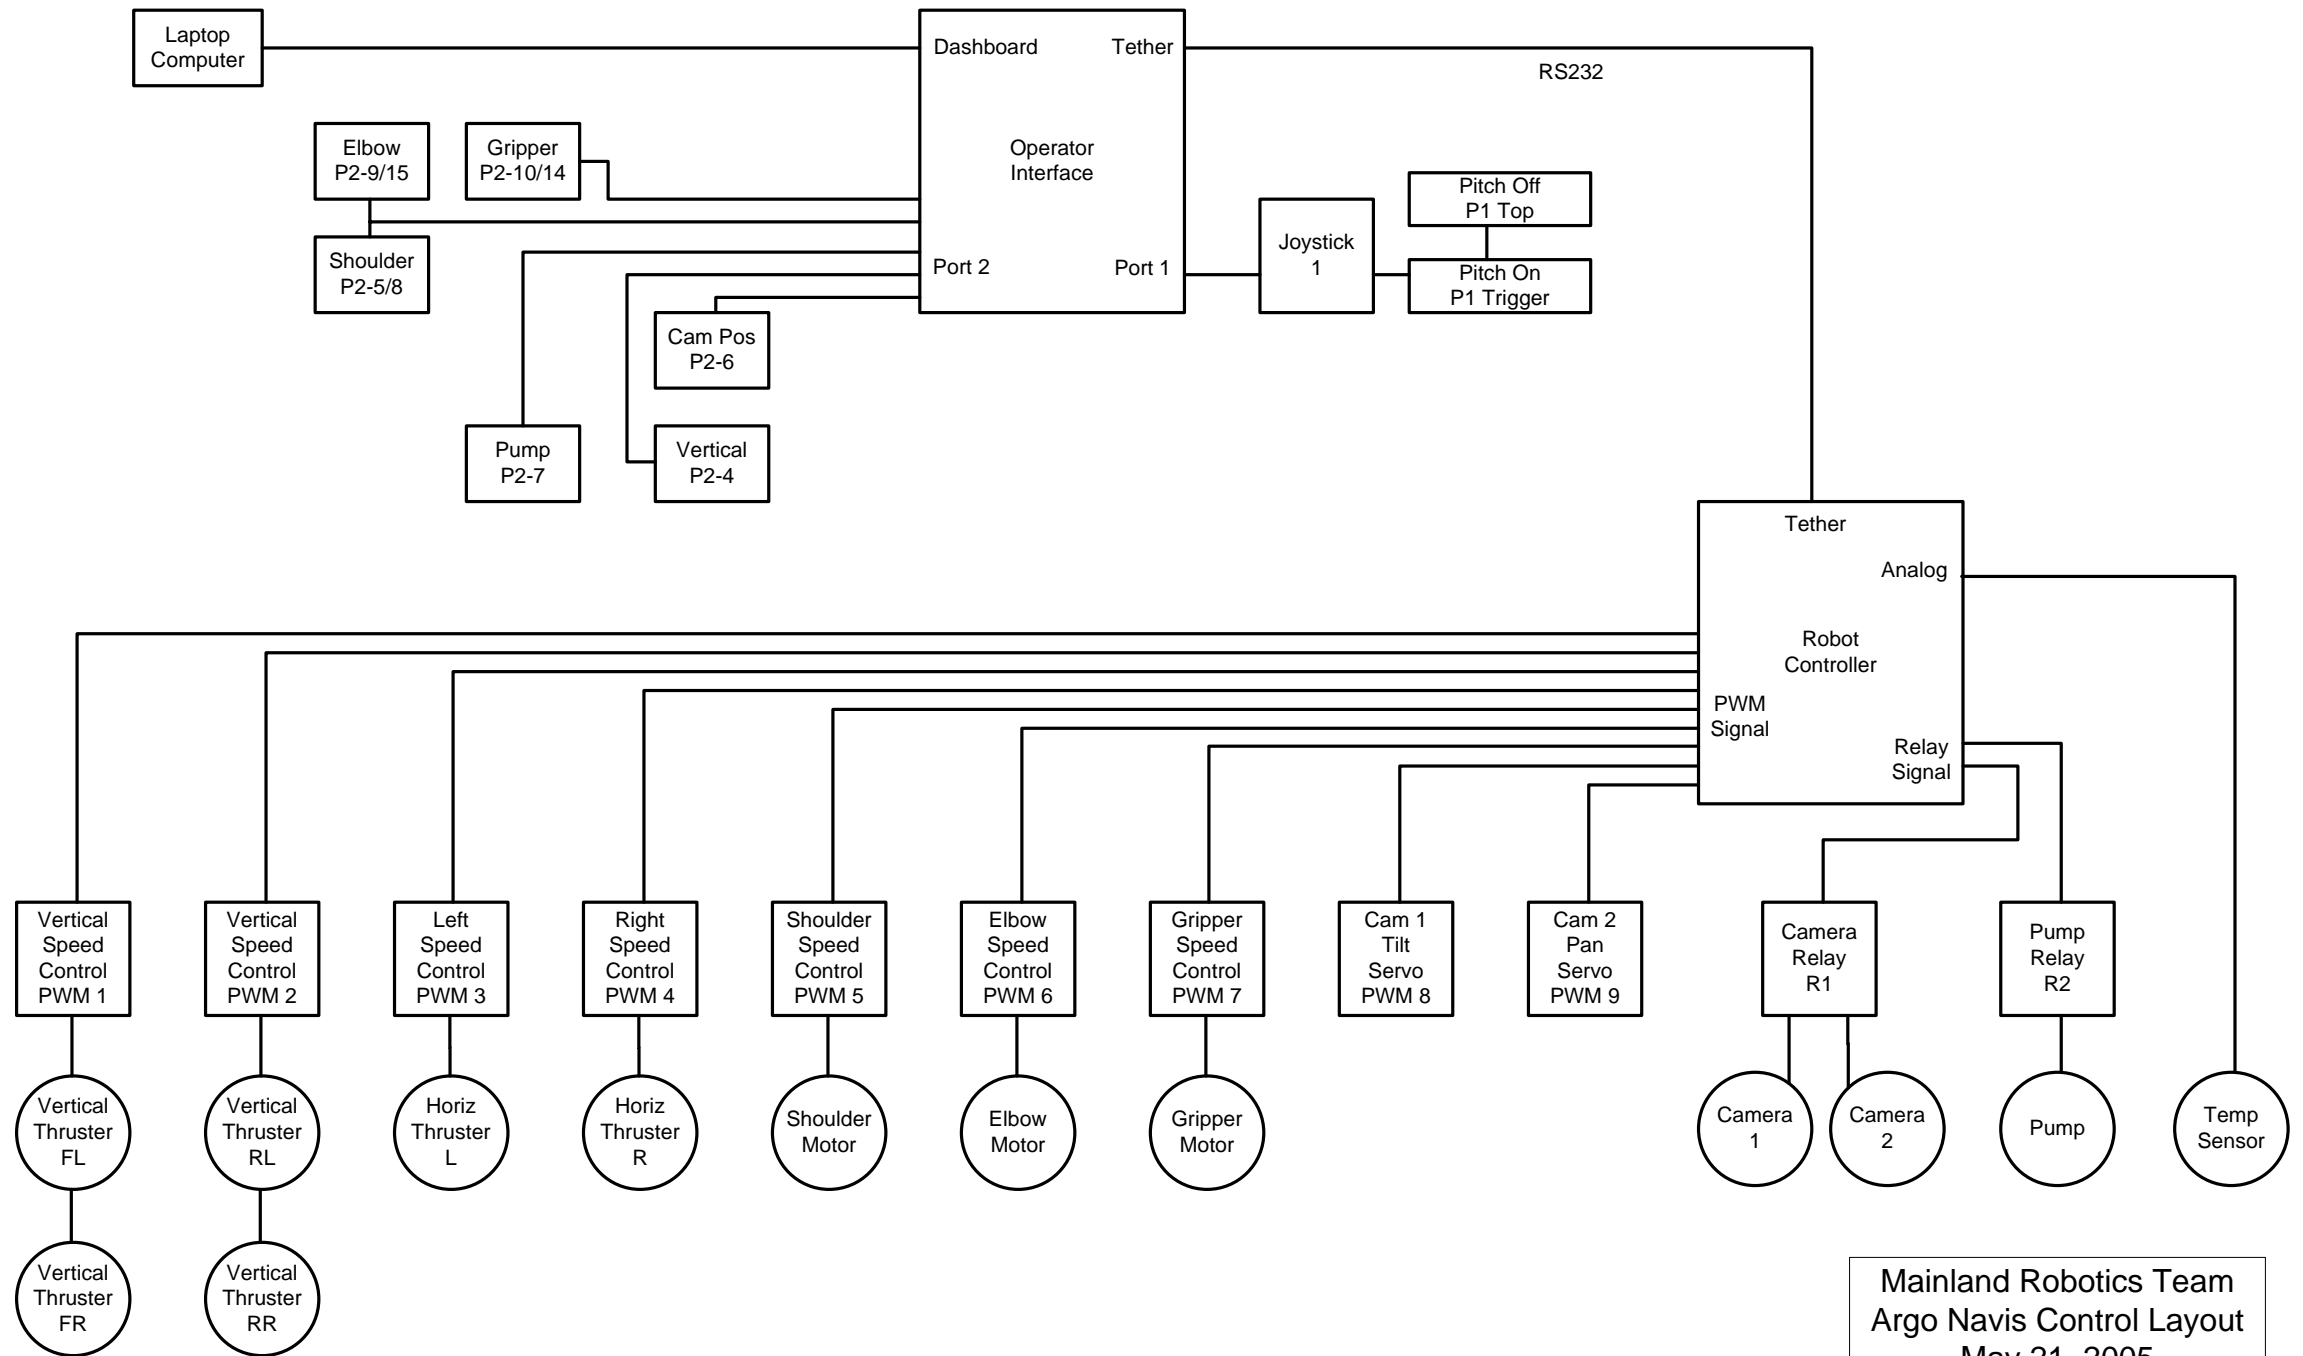 Laptop
Computer
Dashboard
Tether
RS232
Elbow
P2-9/15
Gripper
P2-10/14
Operator
Interface
Pitch Off
P1 Top
Joystick
1
Shoulder
P2-5/8
Port 2
Port 1
Pitch On
P1 Trigger
Cam Pos
P2-6
Pump
P2-7
Vertical
P2-4
Tether
Analog
Robot
Controller
PWM
Signal
Relay
Signal
Vertical
Speed
Control
PWM 1
Vertical
Speed
Control
PWM 2
Left
Speed
Control
PWM 3
Right
Speed
Control
PWM 4
Shoulder
Speed
Control
PWM 5
Elbow
Speed
Control
PWM 6
Gripper
Speed
Control
PWM 7
Cam 1
Tilt
Servo
PWM 8
Cam 2
Pan
Servo
PWM 9
Camera
Relay
R1
Pump
Relay
R2
Vertical
Thruster
FL
Vertical
Thruster
RL
Horiz
Thruster
L
Horiz
Thruster
R
Shoulder
Motor
Elbow
Motor
Gripper
Motor
Camera
1
Camera
2
Pump
Temp
Sensor
Vertical
Thruster
FR
Vertical
Thruster
RR
Mainland Robotics Team
Argo Navis Control Layout
May 21, 2005